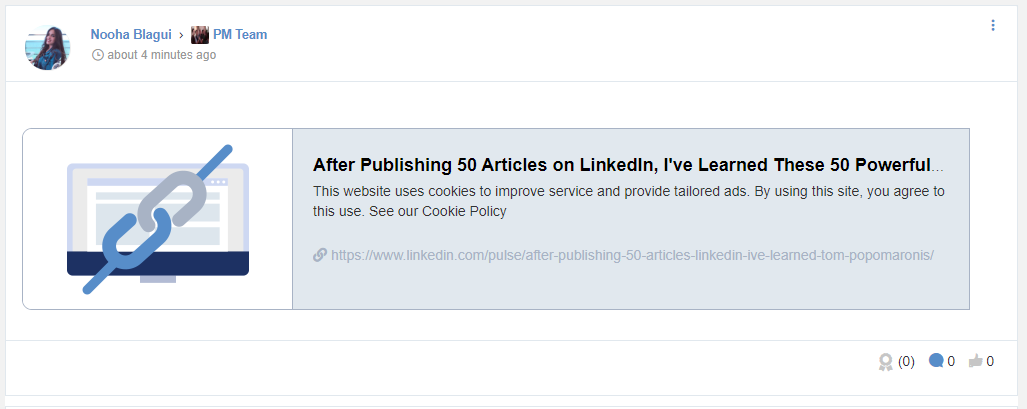 Nooha Blagui › PM Team
about 4 minutes ago
After Publishing 50 Articles on LinkedIn, I've Learned These 50 Powerful...
This website uses cookies to improve service and provide tailored ads. By using this site, you agree to
this use. See our Cookie Policy
https://www.linkedin.com/pulse/after-publishing-50-articles-linkedin-ive-learned-tom-popomaronis/
(0) 0 0